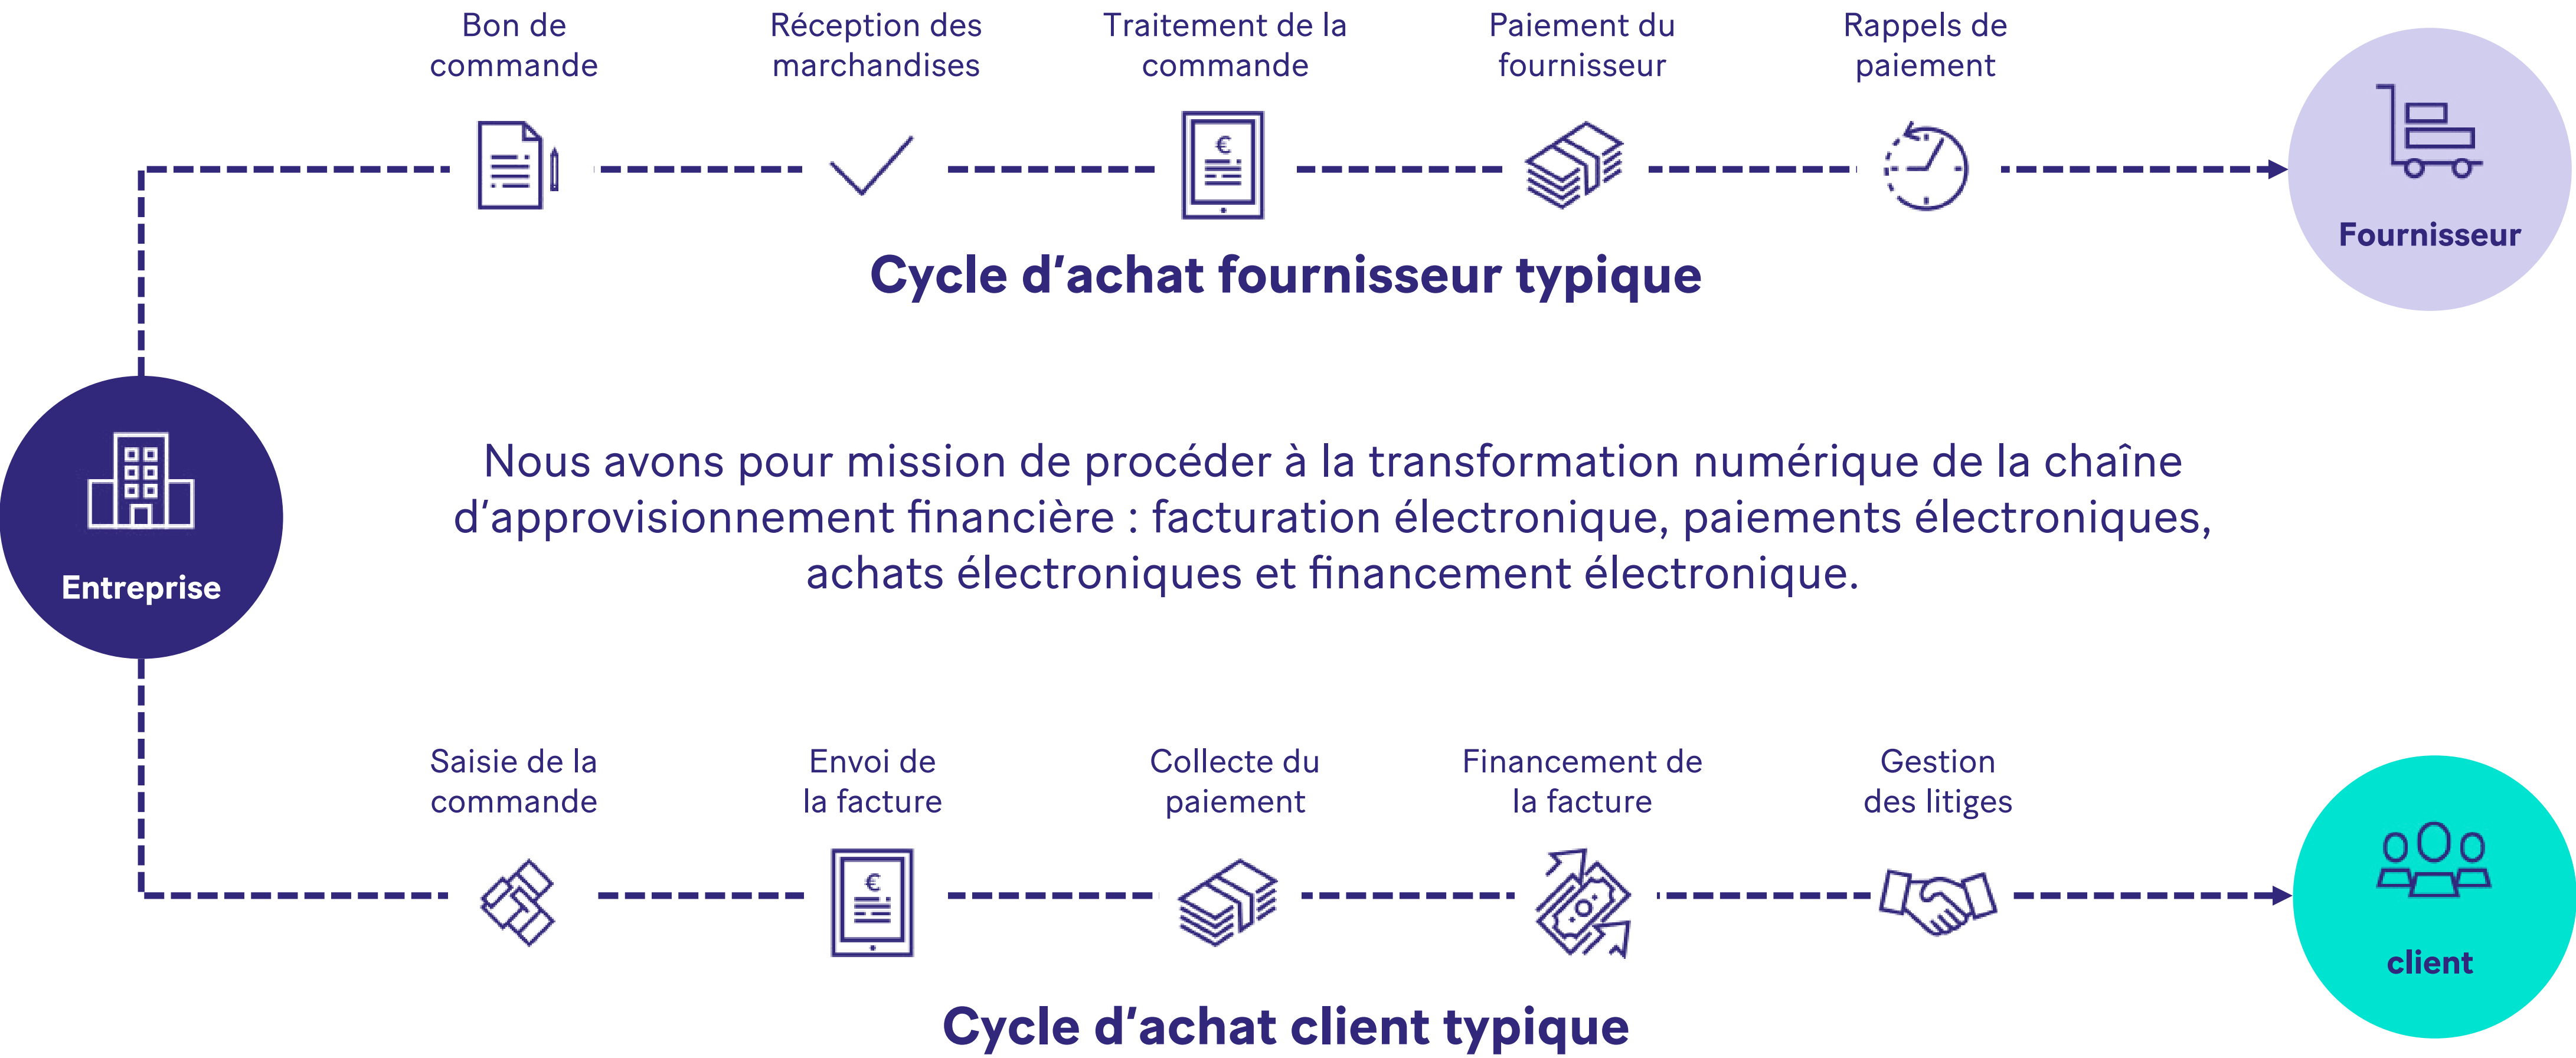 Bon de
commande
Réception des
marchandises
Traitement de la
commande
Paiement du
fournisseur
Rappels de
paiement
€
Fournisseur
Cycle d’achat fournisseur typique
Nous avons pour mission de procéder à la transformation numérique de la chaîne
d’approvisionnement financière : facturation électronique, paiements électroniques,
achats électroniques et financement électronique.
Entreprise
Saisie de la
commande
Envoi de
la facture
Collecte du
paiement
Financement de
la facture
Gestion
des litiges
€
client
Cycle d’achat client typique